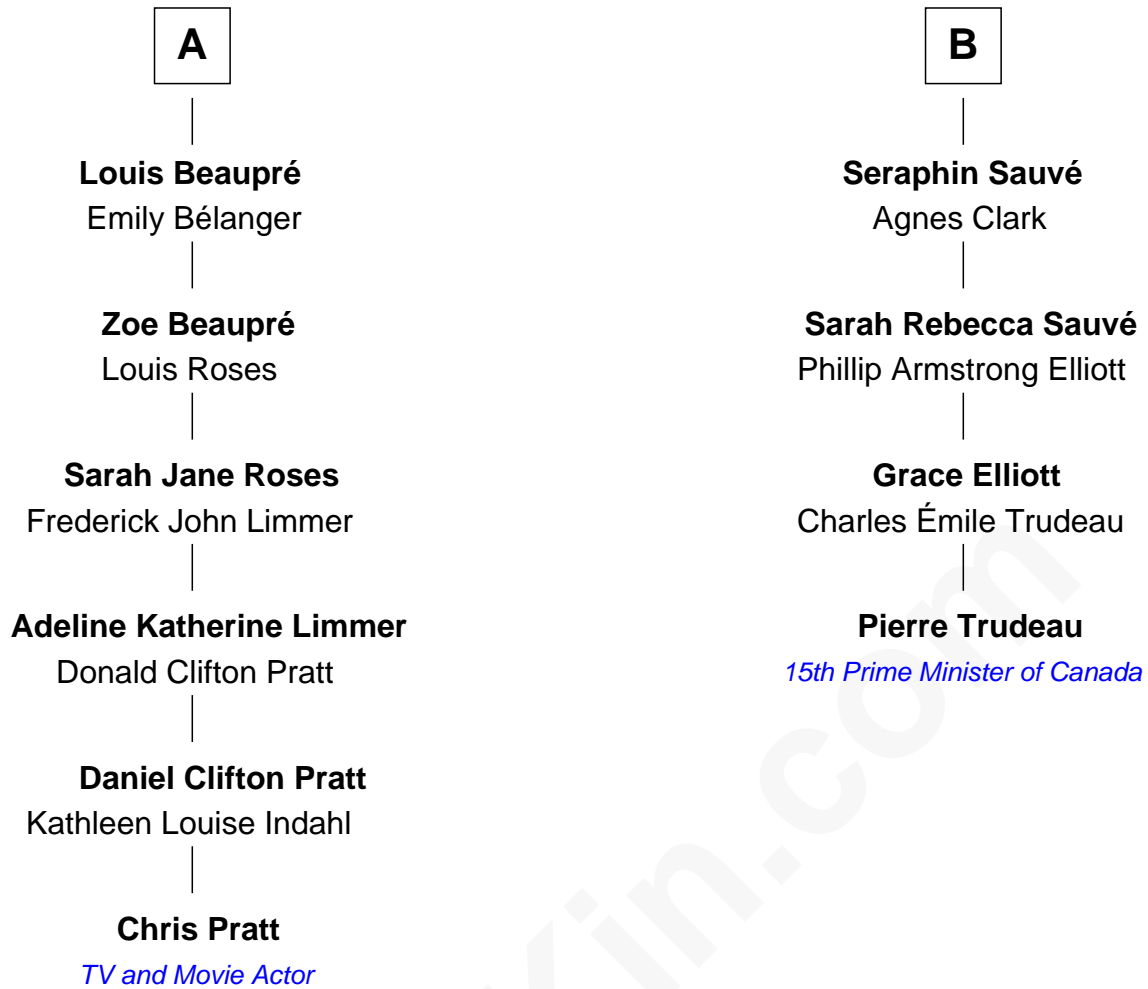 A
Louis Beaupré
Emily Bélanger
Zoe Beaupré
Louis Roses
Sarah Jane Roses
Frederick John Limmer
Adeline Katherine Limmer
Donald Clifton Pratt
Daniel Clifton Pratt
Kathleen Louise Indahl
Chris Pratt
TV and Movie Actor
B
Seraphin Sauvé
Agnes Clark
Sarah Rebecca Sauvé
Phillip Armstrong Elliott
Grace Elliott
Charles Émile Trudeau
Pierre Trudeau
15th Prime Minister of Canada
Kin.com